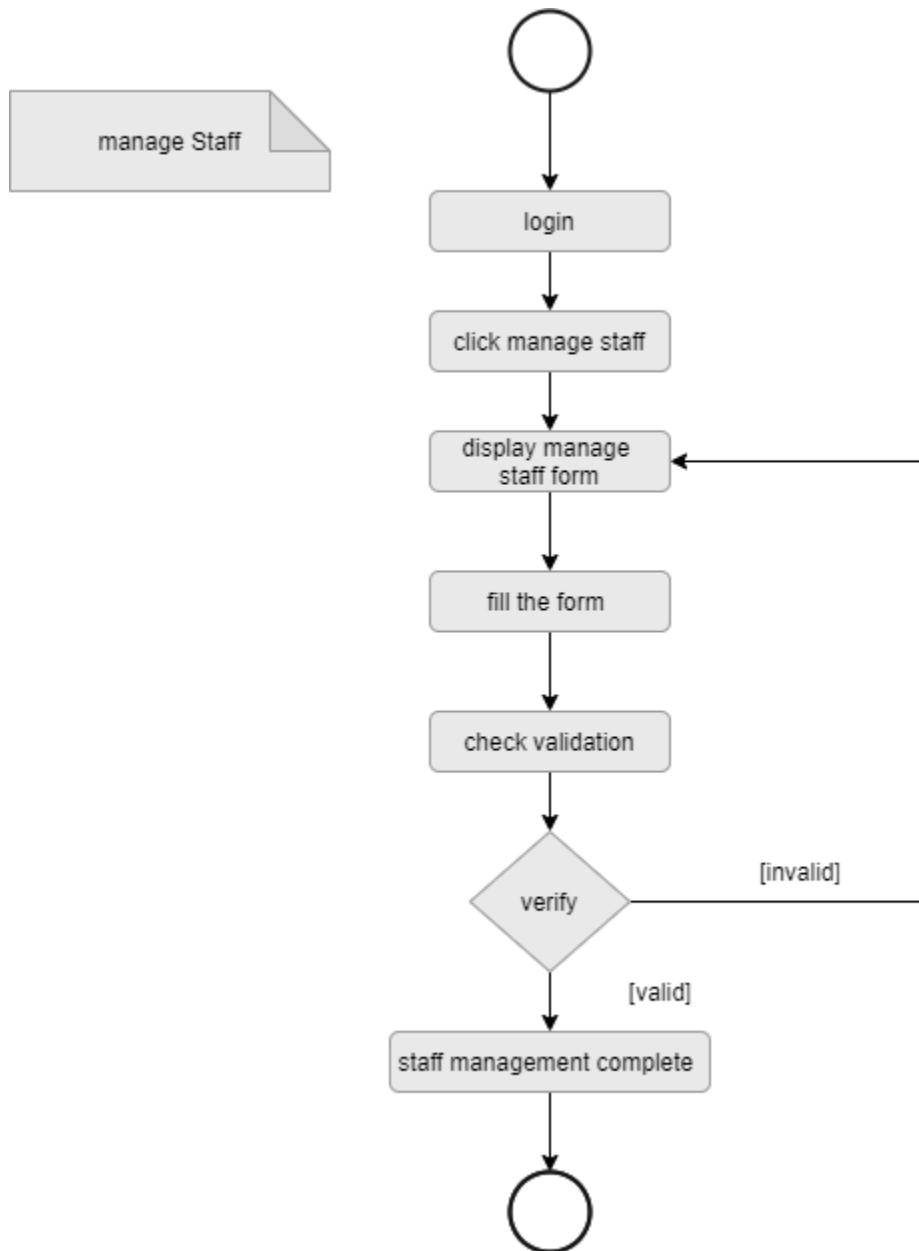 manage Staff
login
click manage staff
display manage
staff form
fill the form
check validation
verify
[invalid]
[valid]
staff management complete